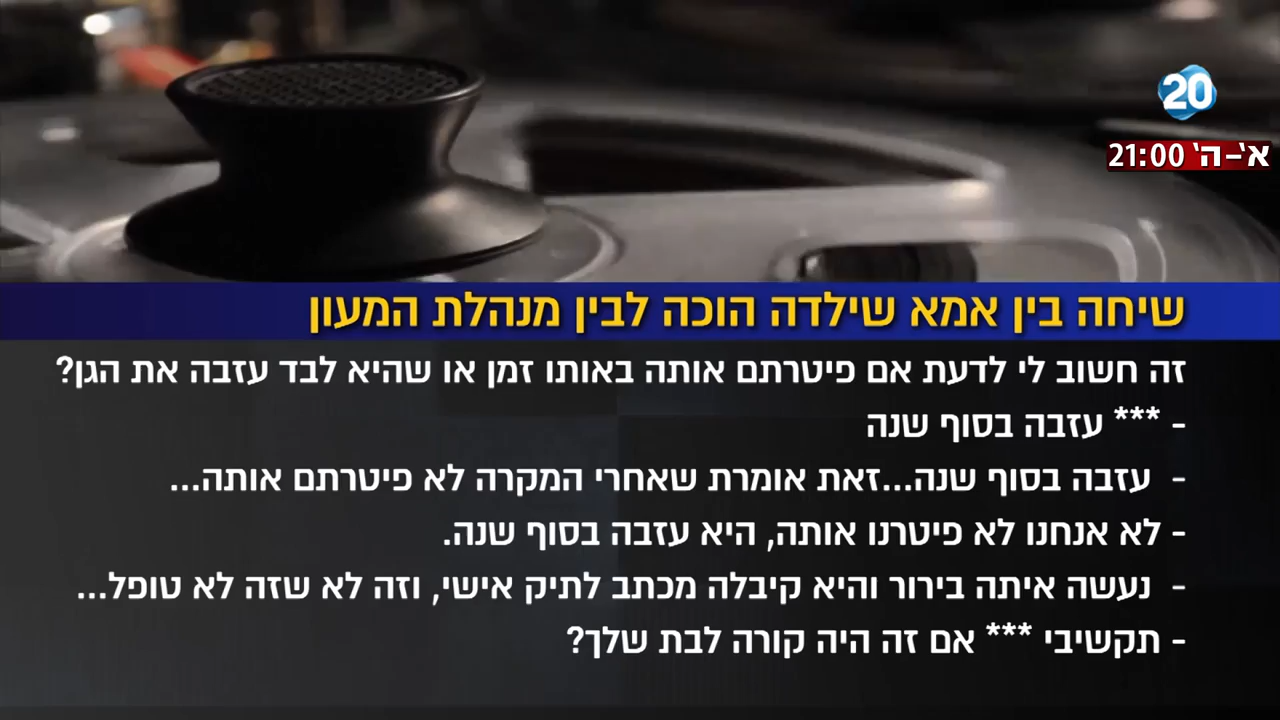 20
א'-ה' 21:00
שיחה בין אמא שילדה הוכה לבין מנהלת המעון
זה חשוב לי לדעת אם פיטרתם אותה באותו זמן או שהיא לבד עזבה את הגן?
- *** עזבה בסוף שנה
- עזבה בסוף שנה...זאת אומרת שאחרי המקרה לא פיטרתם אותה...
- לא אנחנו לא פיטרנו אותה, היא עזבה בסוף שנה.
- נעשה איתה בירור והיא קיבלה מכתב לתיק אישי, וזה לא שזה לא טופל...
- תקשיבי *** אם זה היה קורה לבת שלך?